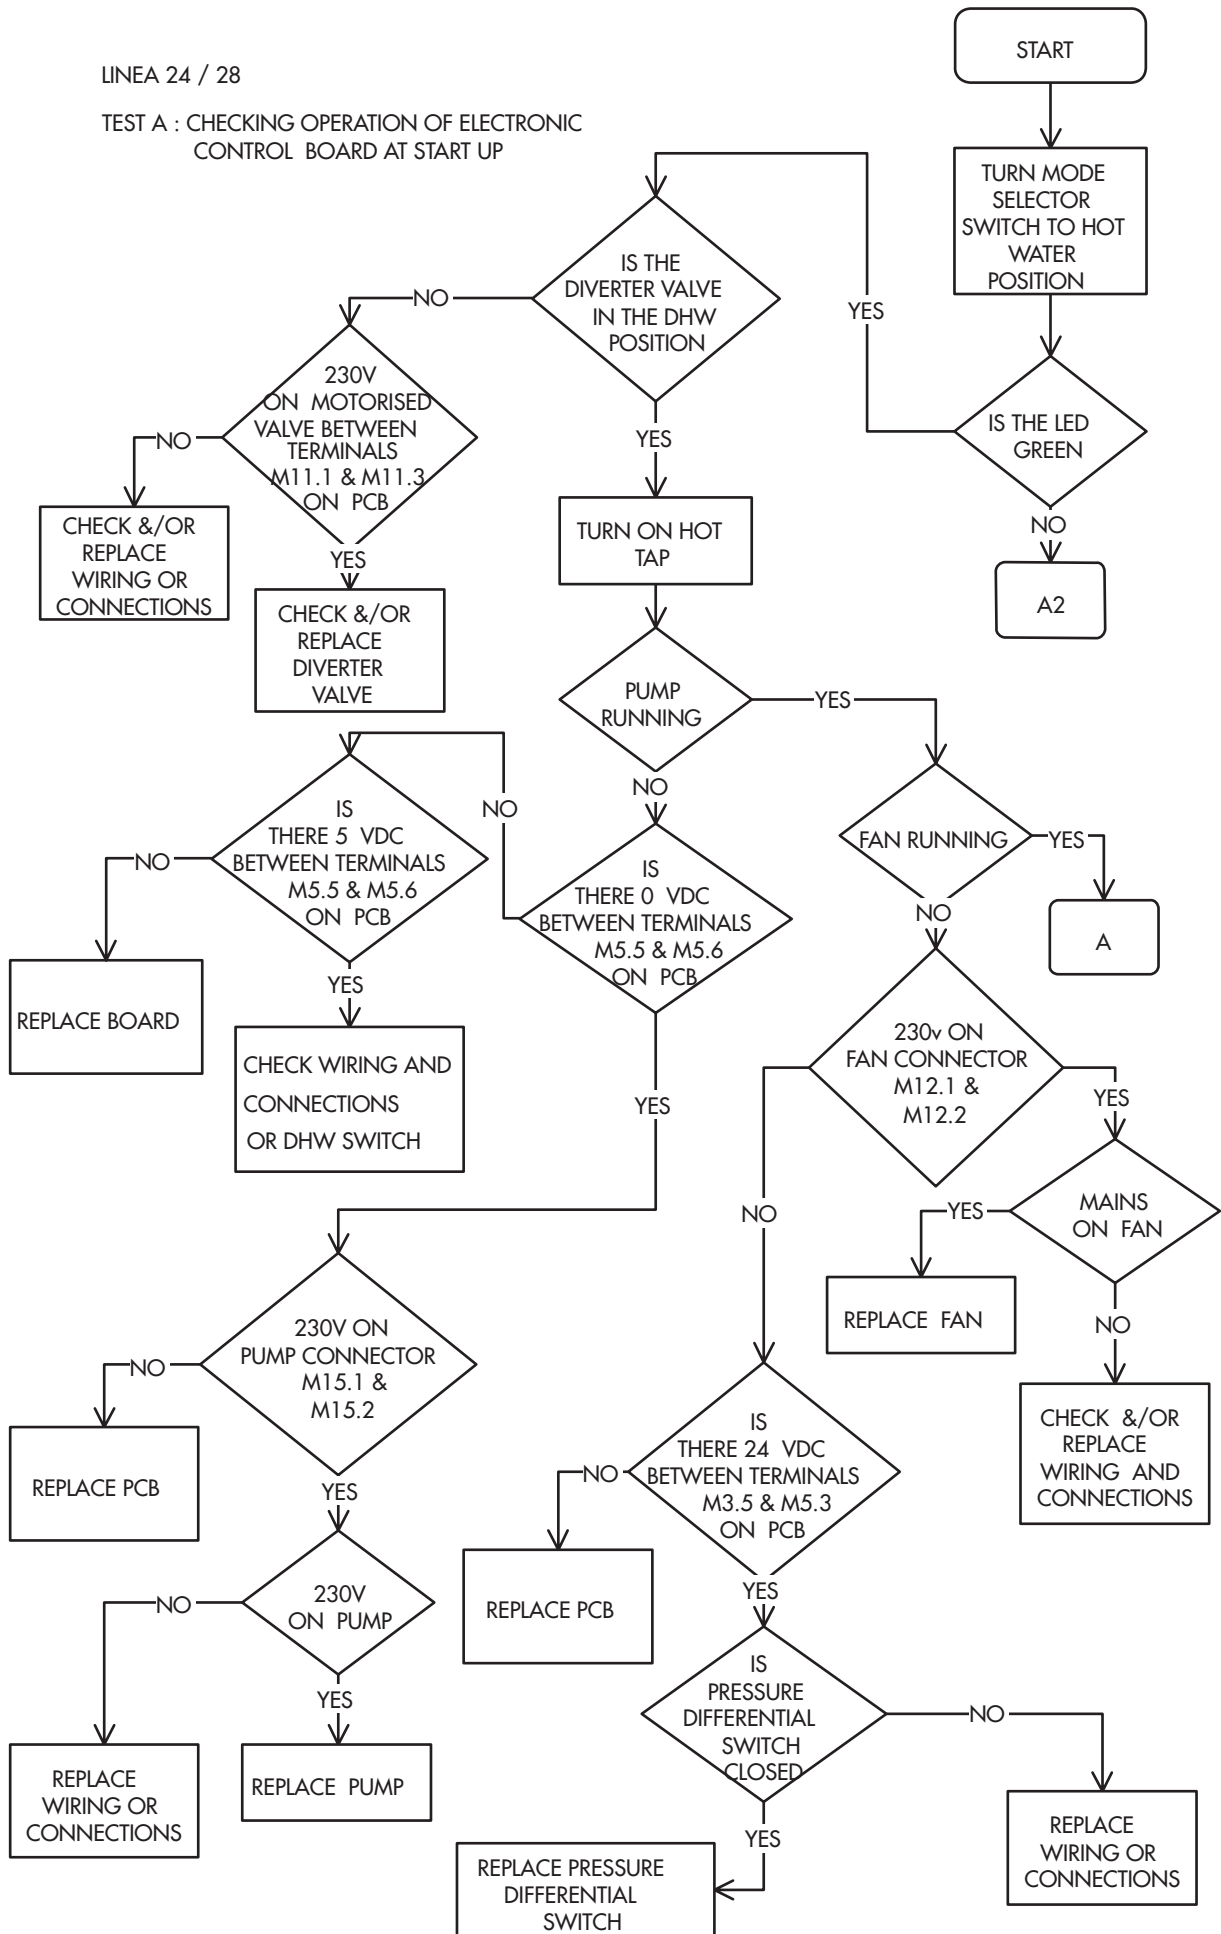 LINEA 24 / 28
TEST A : CHECKING OPERATION OF ELECTRONIC
CONTROL BOARD AT START UP
START
TURN MODE
SELECTOR
SWITCH TO HOT
WATER
POSITION
IS THE LED
GREEN
YES
NO
A2
IS THE
DIVERTER VALVE
IN THE DHW
POSITION
NO
YES
230V
ON MOTORISED
VALVE BETWEEN
TERMINALS
M11.1 & M11.3
ON PCB
NO
CHECK &/OR
REPLACE
WIRING OR
CONNECTIONS
YES
CHECK &/OR
REPLACE
DIVERTER
VALVE
TURN ON HOT
TAP
PUMP
RUNNING
YES
NO
IS
THERE 0 VDC
BETWEEN TERMINALS
M5.5 & M5.6
ON PCB
NO
YES
IS
THERE 5 VDC
BETWEEN TERMINALS
M5.5 & M5.6
ON PCB
NO
REPLACE BOARD
YES
CHECK WIRING AND
CONNECTIONS
OR DHW SWITCH
FAN RUNNING
YES
A
NO
230v ON
FAN CONNECTOR
M12.1 &
M12.2
YES
NO
MAINS
ON FAN
YES
REPLACE FAN
NO
CHECK &/OR
REPLACE
WIRING AND
CONNECTIONS
230V ON
PUMP CONNECTOR
M15.1 &
M15.2
NO
REPLACE PCB
YES
230V
ON PUMP
NO
REPLACE
WIRING OR
CONNECTIONS
YES
REPLACE PUMP
IS
THERE 24 VDC
BETWEEN TERMINALS
M3.5 & M5.3
ON PCB
NO
REPLACE PCB
YES
IS
PRESSURE
DIFFERENTIAL
SWITCH
CLOSED
NO
REPLACE
WIRING OR
CONNECTIONS
YES
REPLACE PRESSURE
DIFFERENTIAL
SWITCH